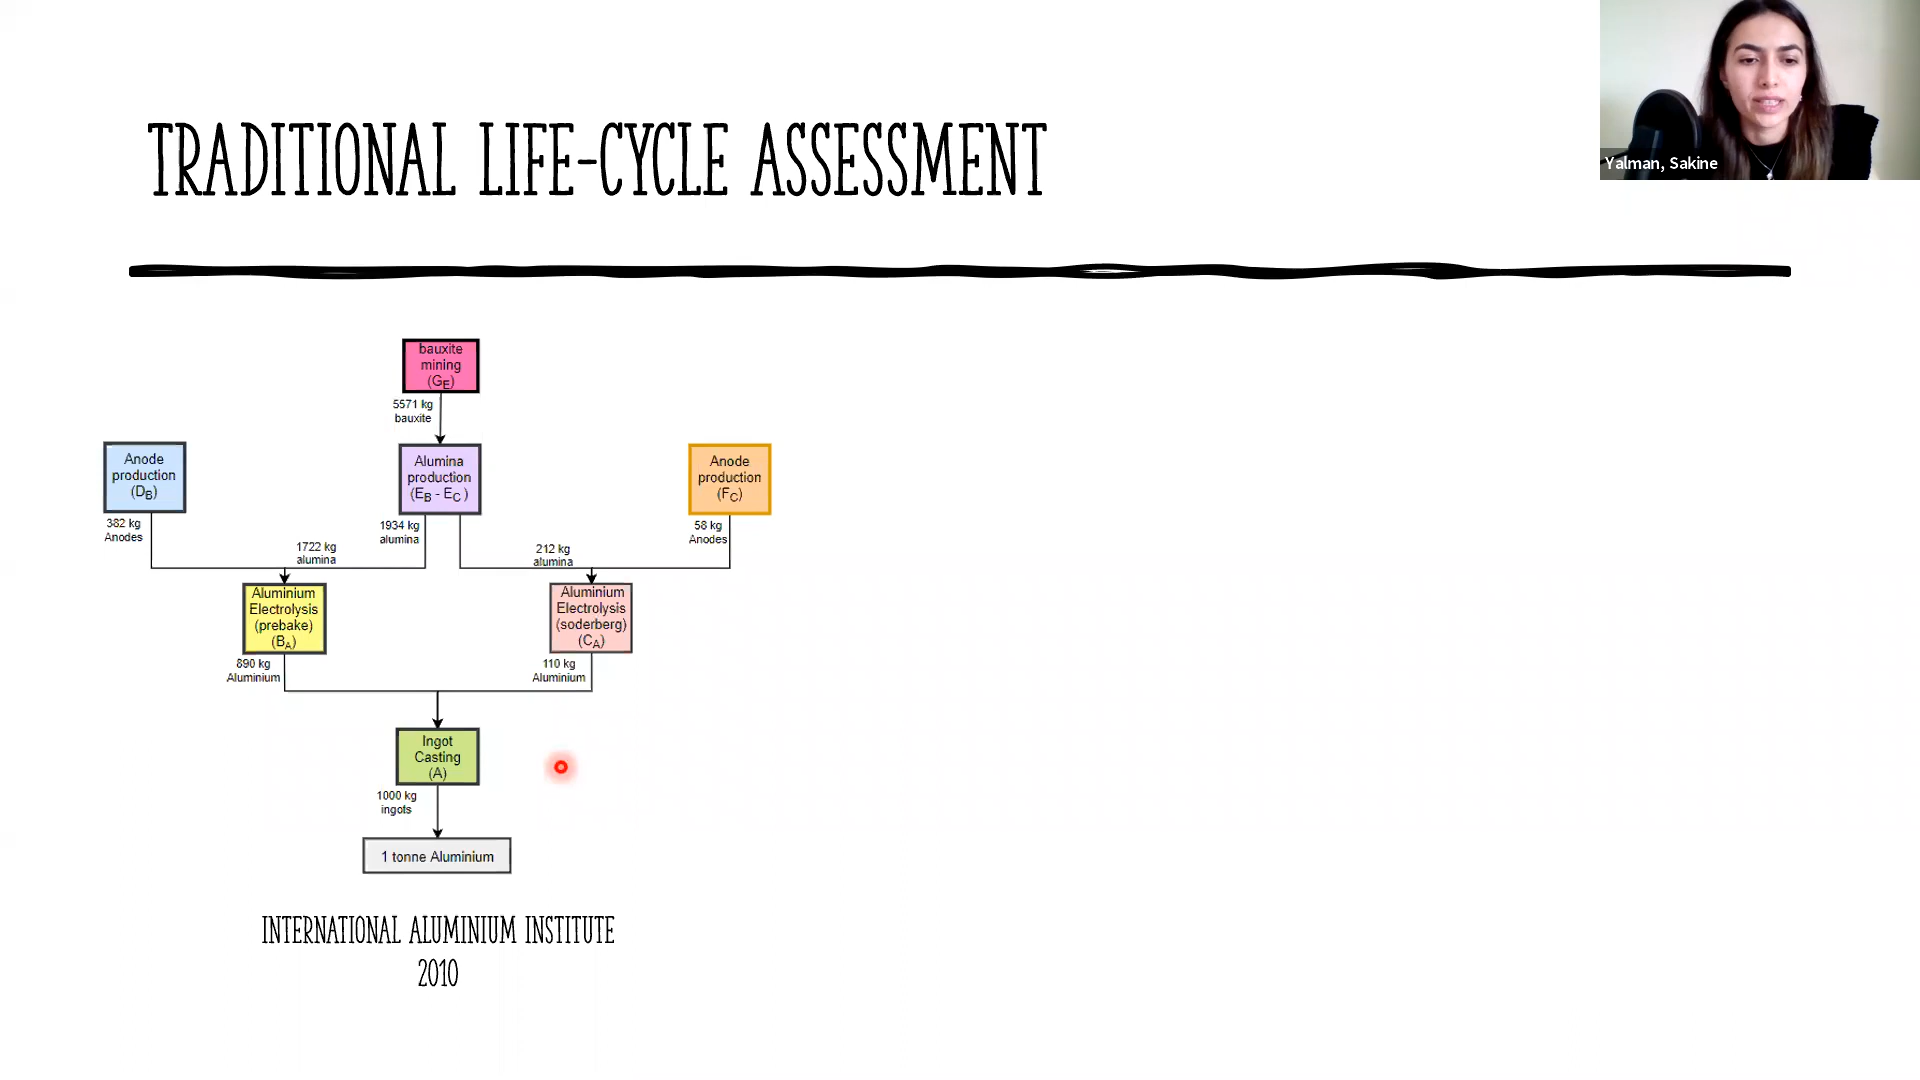 Yalman, Sakine
TRADITIONAL LIFE-CYCLE ASSESSMENT
bauxite
mining
(GE)
5571 kg
bauxite
Anode
production
(DB)
Alumina
production
(EB - EC )
Anode
production
(FC)
382 kg
Anodes
1934 kg
alumina
58 kg
Anodes
1722 kg
alumina
212 kg
alumina
Aluminium
Electrolysis
(prebake)
(BA)
Aluminium
Electrolysis
(soderberg)
(CA)
890 kg
Aluminium
110 kg
Aluminium
Ingot
Casting
(A)
1000 kg
ingots
1 tonne Aluminium
INTERNATIONAL ALUMINIUM INSTITUTE
2010